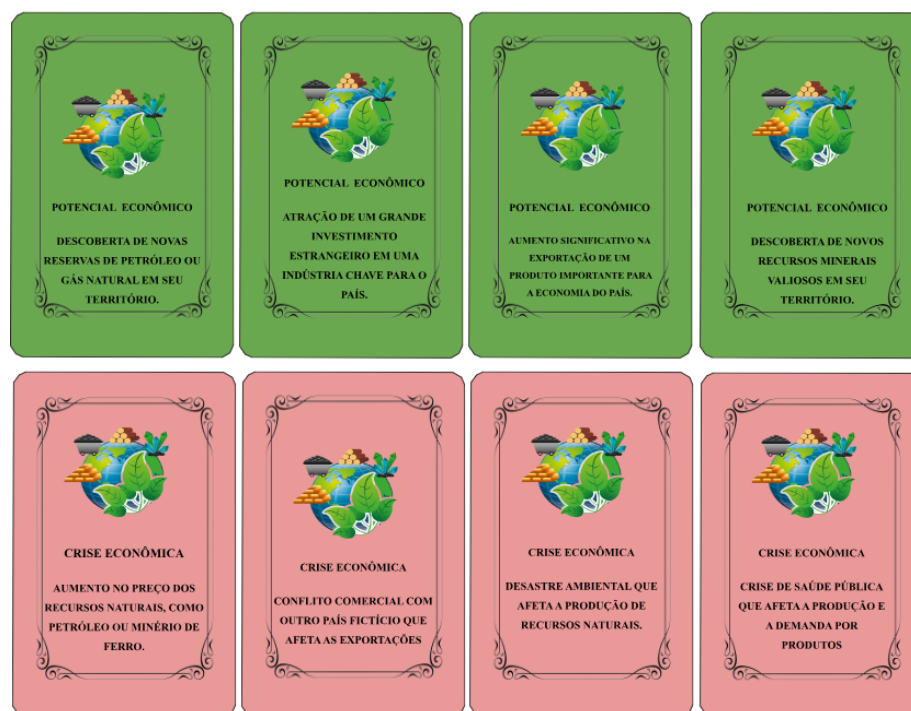 POTENCIAL ECONÔMICO
DESCOBERTA DE NOVAS
RESERVAS DE PETRÓLEO OU
GÁS NATURAL EM SEU
TERRITÓRIO.
POTENCIAL ECONÔMICO
ATRAÇÃO DE UM GRANDE
INVESTIMENTO
ESTRANGEIRO EM UMA
INDÚSTRIA CHAVE PARA O
PAÍS.
POTENCIAL ECONÔMICO
AUMENTO SIGNIFICATIVO NA
EXPORTAÇÃO DE UM
PRODUTO IMPORTANTE PARA
A ECONOMIA DO PAÍS.
POTENCIAL ECONÔMICO
DESCOBERTA DE NOVOS
RECURSOS MINERAIS
VALIOSOS EM SEU
TERRITÓRIO.
CRISE ECONÔMICA
AUMENTO NO PREÇO DOS
RECURSOS NATURAIS, COMO
PETRÓLEO OU MINÉRIO DE
FERRO.
CRISE ECONÔMICA
CONFLITO COMERCIAL COM
OUTRO PAÍS FICTÍCIO QUE
AFETA AS EXPORTAÇÕES
CRISE ECONÔMICA
DESASTRE AMBIENTAL QUE
AFETA A PRODUÇÃO DE
RECURSOS NATURAIS.
CRISE ECONÔMICA
CRISE DE SAÚDE PÚBLICA
QUE AFETA A PRODUÇÃO E
A DEMANDA POR
PRODUTOS